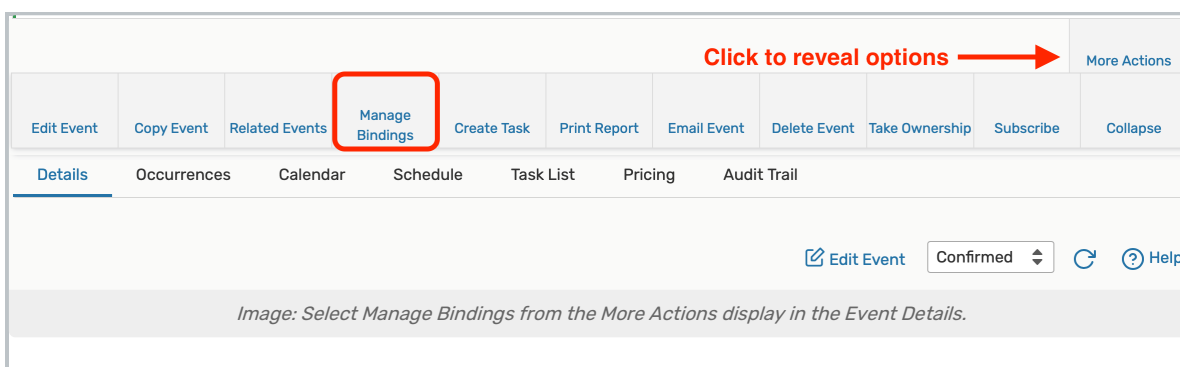 Click to reveal options
More Actions
Edit Event
Copy Event
Related Events
Manage
Bindings
Create Task
Print Report
Email Event
Delete Event
Take Ownership
Subscribe
Collapse
Details
Occurrences
Calendar
Schedule
Task List
Pricing
Audit Trail
Edit Event
Confirmed
Help
Image: Select Manage Bindings from the More Actions display in the Event Details.